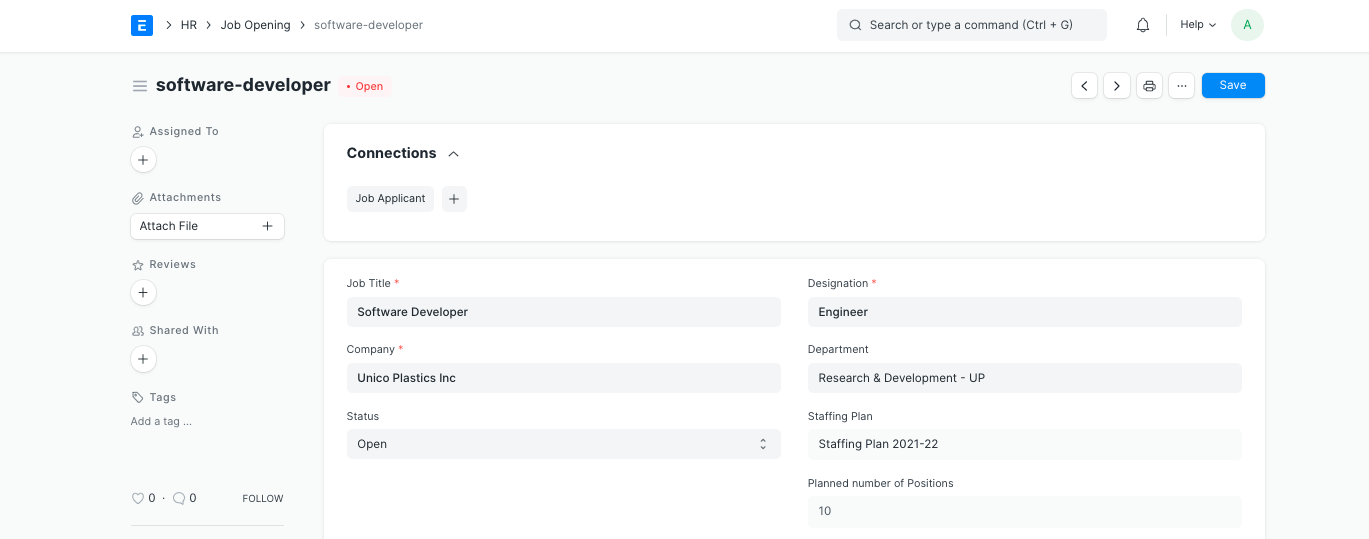 E HR Job Opening software-developer Search or type a command (Ctrl + G) Help A
software-developer • Open ... Save
Assigned To
Attachments
Attach File
Reviews
Shared With
Tags
Add a tag ...
0 · 0 FOLLOW
Connections
Job Applicant
Job Title * Designation *
Software Developer Engineer
Company * Department
Unico Plastics Inc Research & Development - UP
Status Staffing Plan
Open Staffing Plan 2021-22
Planned number of Positions
10